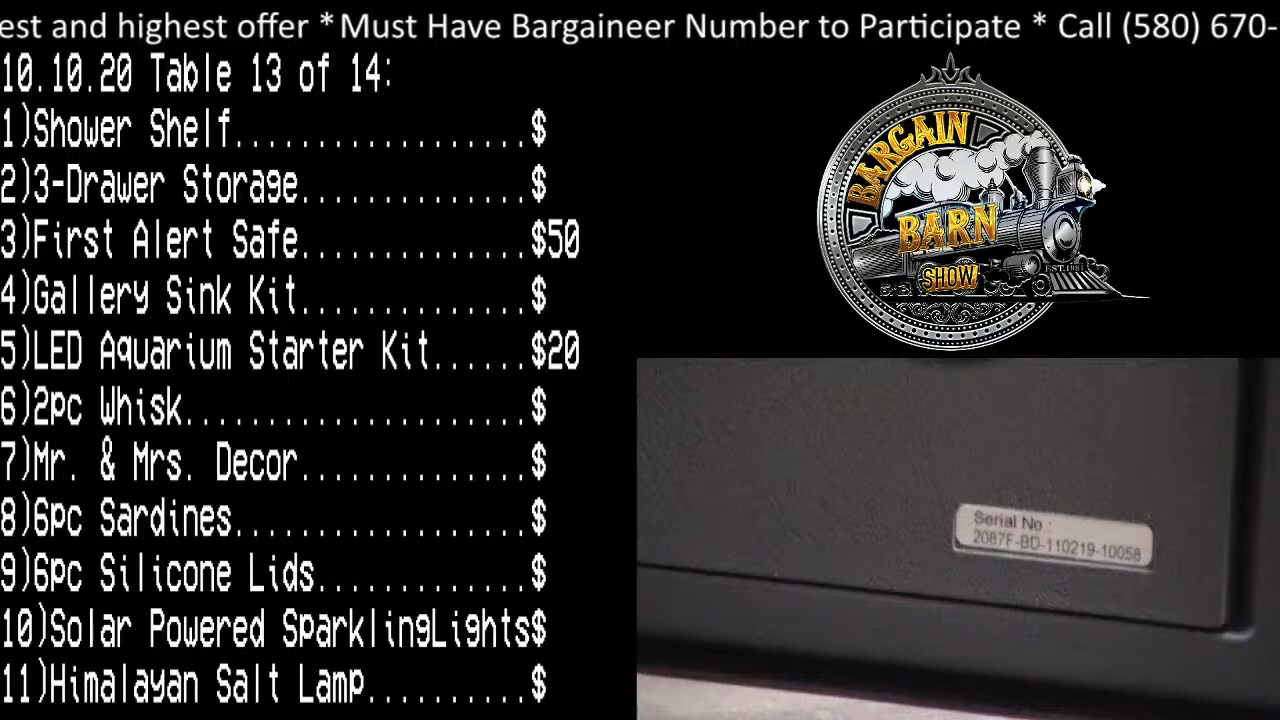 est and highest offer *Must Have Bargaineer Number to Participate * Call (580) 670-
10.10.20 Table 13 of 14:
1)Shower Shelf..................$
2)3-Drawer Storage..............$
3)First Alert Safe..............$50
4)Gallery Sink Kit..............$
5)LED Aquarium Starter Kit......$20
6)2pc Whisk.....................$
7)Mr. & Mrs. Decor..............$
8)6pc Sardines..................$
9)6pc Silicone Lids.............$
10)Solar Powered SparklingLights$
11)Himalayan Salt Lamp..........$
BARGAIN
BARN
SHOW
Serial No :
2087F-BD-110219-10058